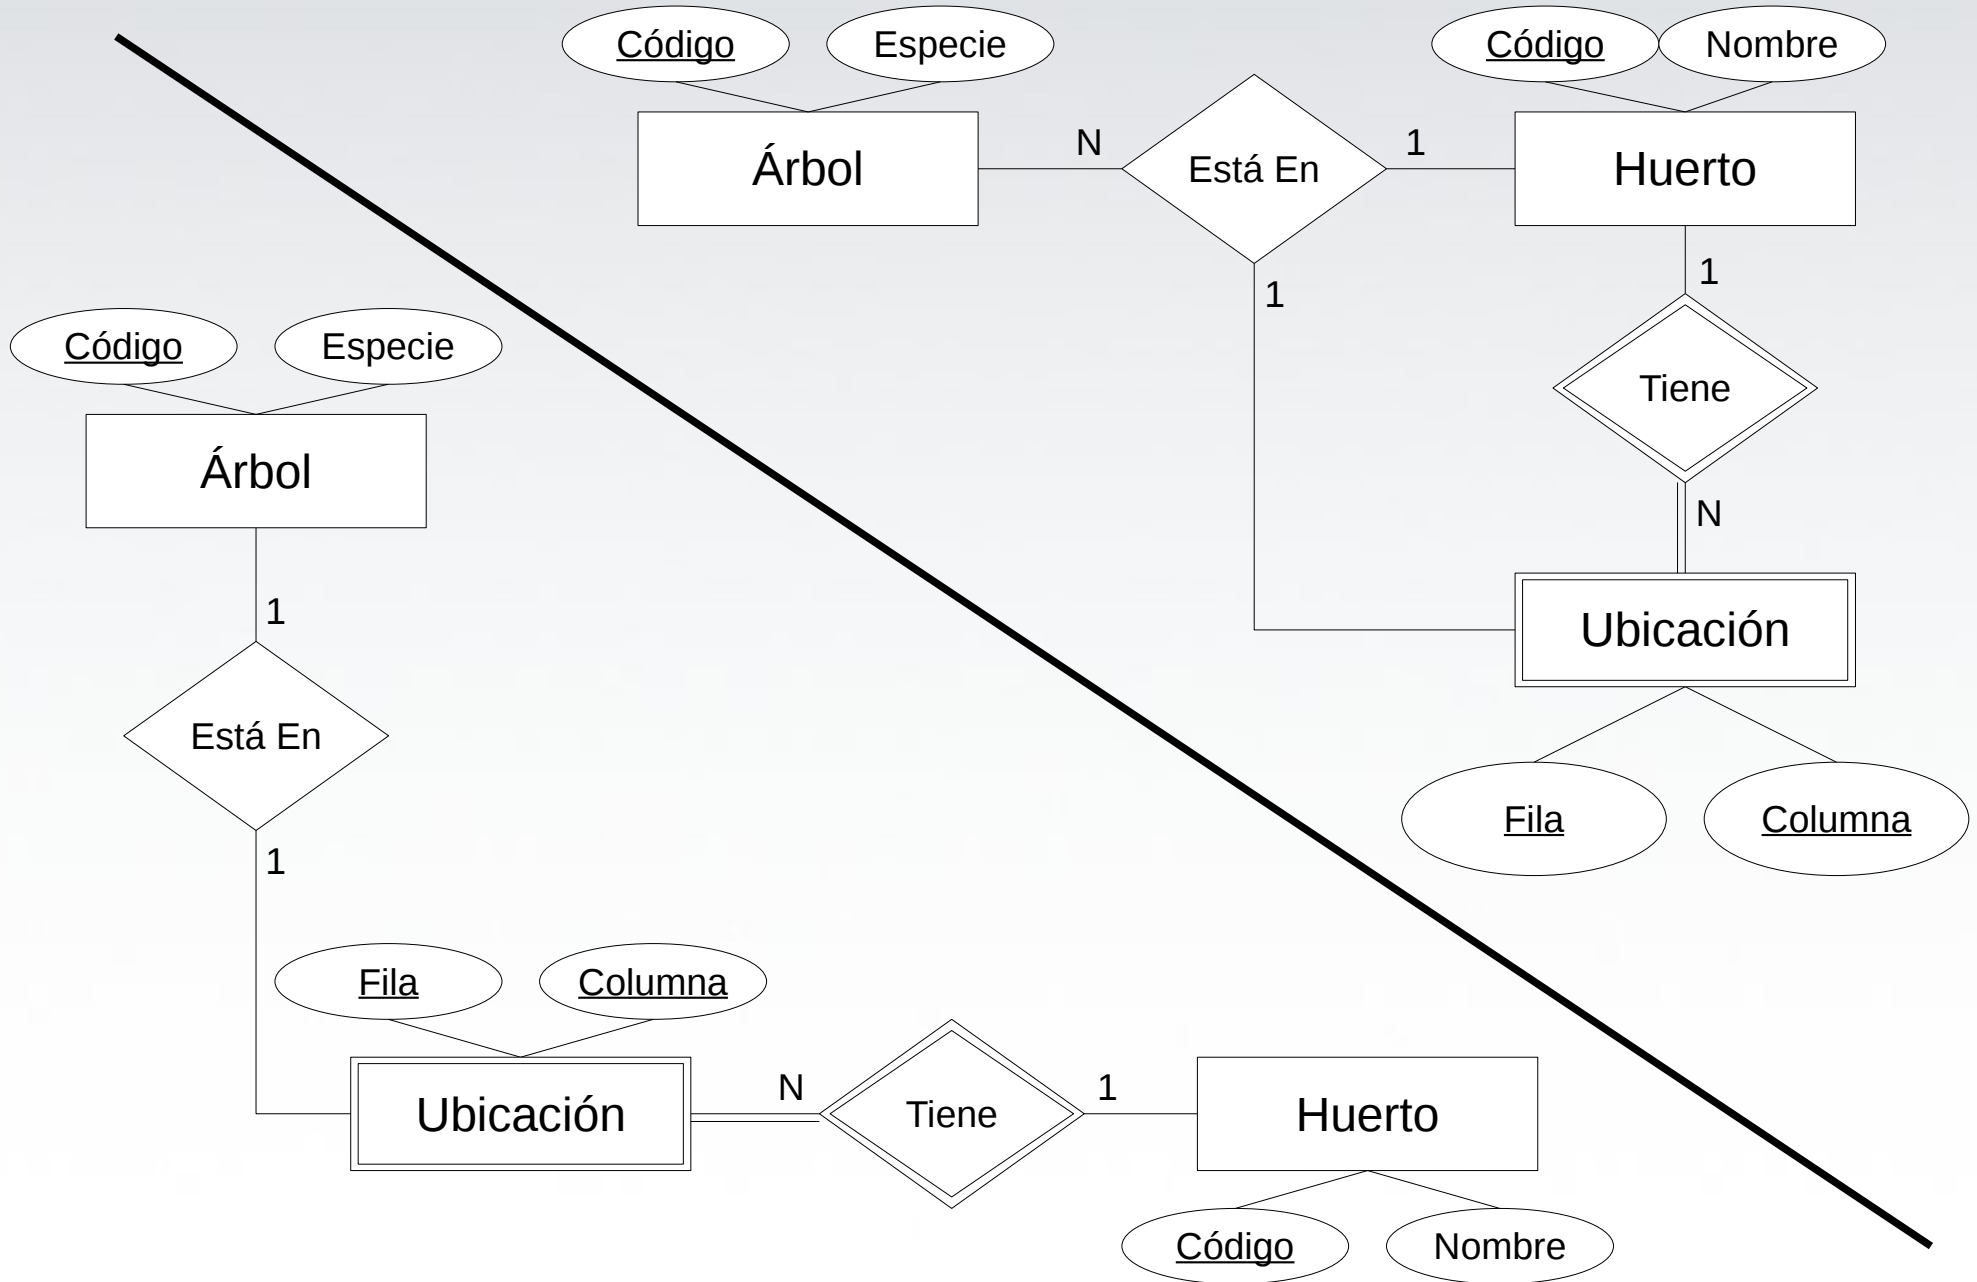 Código
Especie
Código
Nombre
Árbol
N
Está En
1
Huerto
1
1
Tiene
N
Ubicación
Fila
Columna
Código
Especie
Árbol
1
Está En
1
Fila
Columna
Ubicación
N
Tiene
1
Huerto
Código
Nombre